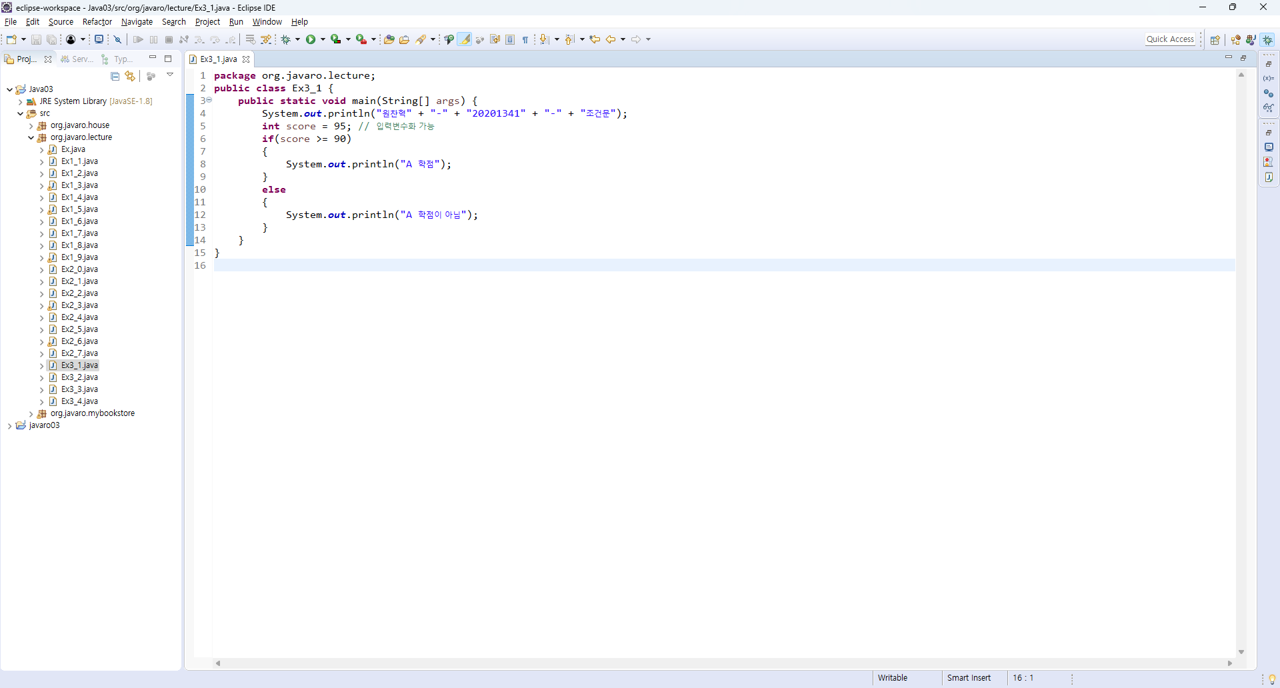 eclipse-workspace - Java03/src/org/javaro/lecture/Ex3_1.java - Eclipse IDE
File Edit Source Refactor Navigate Search Project Run Window Help
Quick Access
Proj... Serv... Typ...
Java03
JRE System Library [JavaSE-1.8]
src
org.javaro.house
org.javaro.lecture
Ex.java
Ex1_1.java
Ex1_2.java
Ex1_3.java
Ex1_4.java
Ex1_5.java
Ex1_6.java
Ex1_7.java
Ex1_8.java
Ex1_9.java
Ex2_0.java
Ex2_1.java
Ex2_2.java
Ex2_3.java
Ex2_4.java
Ex2_5.java
Ex2_6.java
Ex2_7.java
Ex3_1.java
Ex3_2.java
Ex3_3.java
Ex3_4.java
org.javaro.mybookstore
javaro03
Ex3_1.java
1 package org.javaro.lecture;
2 public class Ex3_1 {
3 public static void main(String[] args) {
4 System.out.println("원찬혁" + "-" + "20201341" + "-" + "조건문");
5 int score = 95; // 입력변수화 가능
6 if(score >= 90)
7 {
8 System.out.println("A 학점");
9 }
10 else
11 {
12 System.out.println("A 학점이 아님");
13 }
14 }
15 }
16
Writable Smart Insert 16 : 1